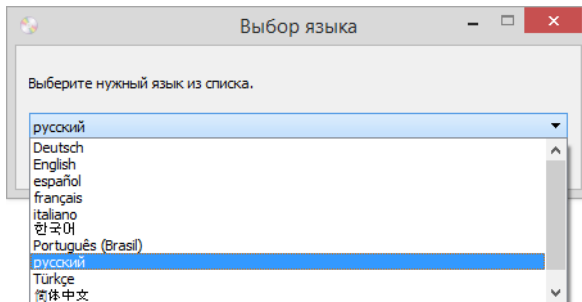 Выбор языка
Выберите нужный язык из списка.
русский
Deutsch
English
español
français
italiano
한국어
Português (Brasil)
русский
Türkçe
简体中文